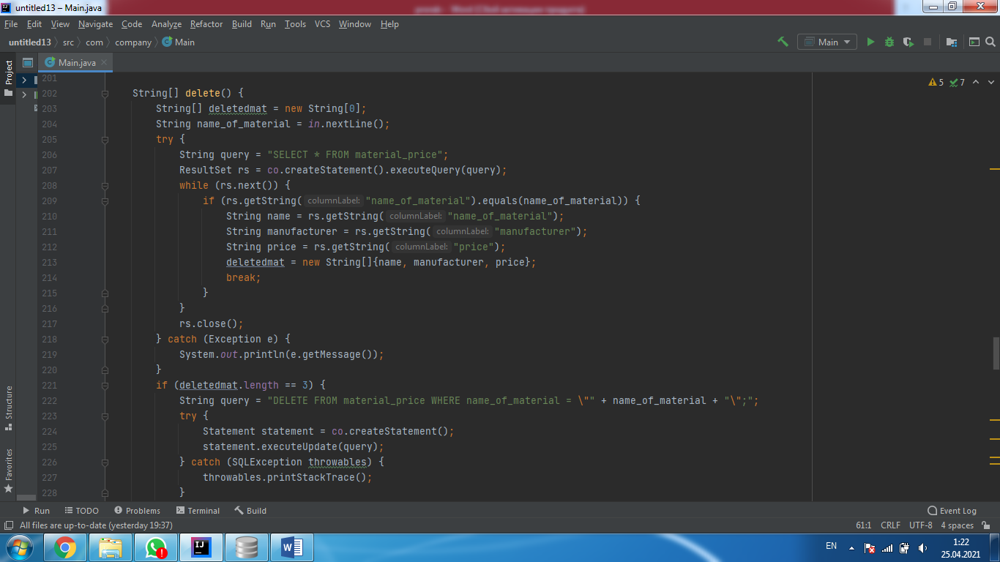 untitled13 – Main.java
File Edit View Navigate Code Analyze Refactor Build Run Tools VCS Window Help
untitled13 src com company Main
Main
Main.java
Project
5 7
201
202 String[] delete() {
203 String[] deletedmat = new String[0];
204 String name_of_material = in.nextLine();
205 try {
206 String query = "SELECT * FROM material_price";
207 ResultSet rs = co.createStatement().executeQuery(query);
208 while (rs.next()) {
209 if (rs.getString( columnLabel: "name_of_material").equals(name_of_material)) {
210 String name = rs.getString( columnLabel: "name_of_material");
211 String manufacturer = rs.getString( columnLabel: "manufacturer");
212 String price = rs.getString( columnLabel: "price");
213 deletedmat = new String[]{name, manufacturer, price};
214 break;
215 }
216 }
217 rs.close();
218 } catch (Exception e) {
219 System.out.println(e.getMessage());
220 }
221 if (deletedmat.length == 3) {
222 String query = "DELETE FROM material_price WHERE name_of_material = \"" + name_of_material + "\";";
223 try {
224 Statement statement = co.createStatement();
225 statement.executeUpdate(query);
226 } catch (SQLException throwables) {
227 throwables.printStackTrace();
228 }
Structure
Favorites
Run TODO Problems Terminal Build Event Log
All files are up-to-date (yesterday 19:37) 61:1 CRLF UTF-8 4 spaces
EN 1:22
25.04.2021